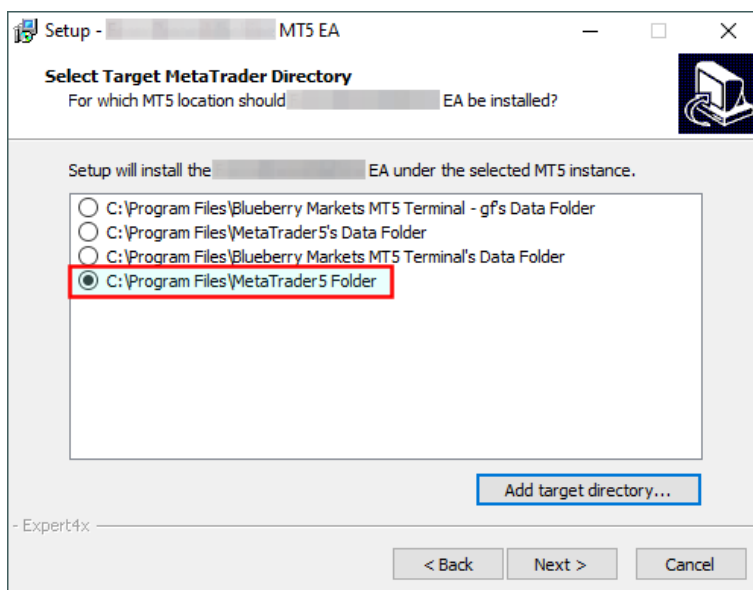 Setup - MT5 EA
Select Target MetaTrader Directory
For which MT5 location should EA be installed?
Setup will install the EA under the selected MT5 instance.
C:\Program Files\Blueberry Markets MT5 Terminal - gf's Data Folder
C:\Program Files\MetaTrader5's Data Folder
C:\Program Files\Blueberry Markets MT5 Terminal's Data Folder
C:\Program Files\MetaTrader5 Folder
Add target directory...
Expert4x
< Back Next > Cancel